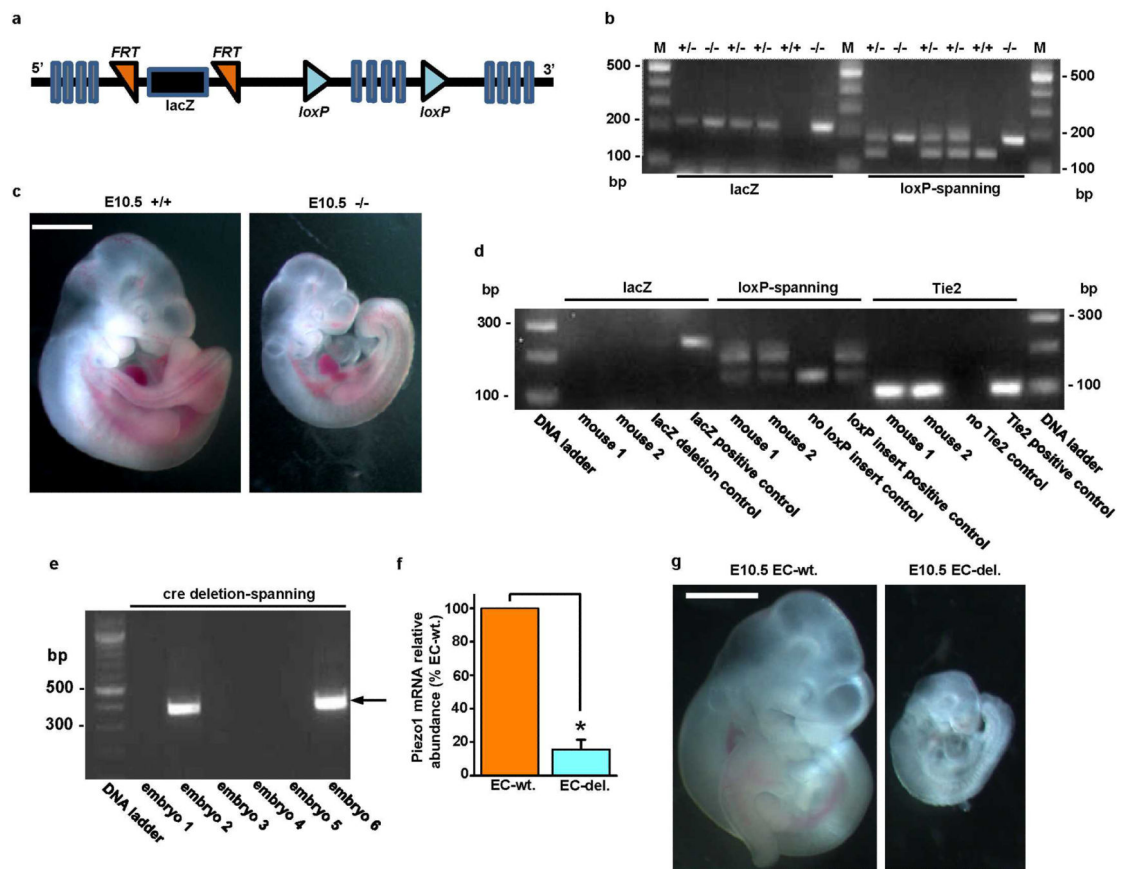 a
5'
FRT
FRT
3'
lacZ
loxP
loxP
b
M +/- -/- +/- +/- +/+ -/- M +/- -/- +/- +/- +/+ -/- M
500 -
- 500
200 -
- 200
100 -
- 100
bp
bp
lacZ
loxP-spanning
c
E10.5 +/+
E10.5 -/-
d
bp
lacZ
loxP-spanning
Tie2
bp
300 -
- 300
100 -
- 100
DNA ladder
mouse 1
mouse 2
lacZ deletion control
lacZ positive control
mouse 1
mouse 2
no loxP insert control
loxP insert positive control
mouse 1
mouse 2
no Tie2 control
Tie2 positive control
DNA ladder
e
cre deletion-spanning
bp
500 -
300 -
DNA ladder
embryo 1
embryo 2
embryo 3
embryo 4
embryo 5
embryo 6
f
Piezo1 mRNA relative
abundance (% EC-wt.)
100
80
60
40
20
0
*
EC-wt.
EC-del.
g
E10.5 EC-wt.
E10.5 EC-del.